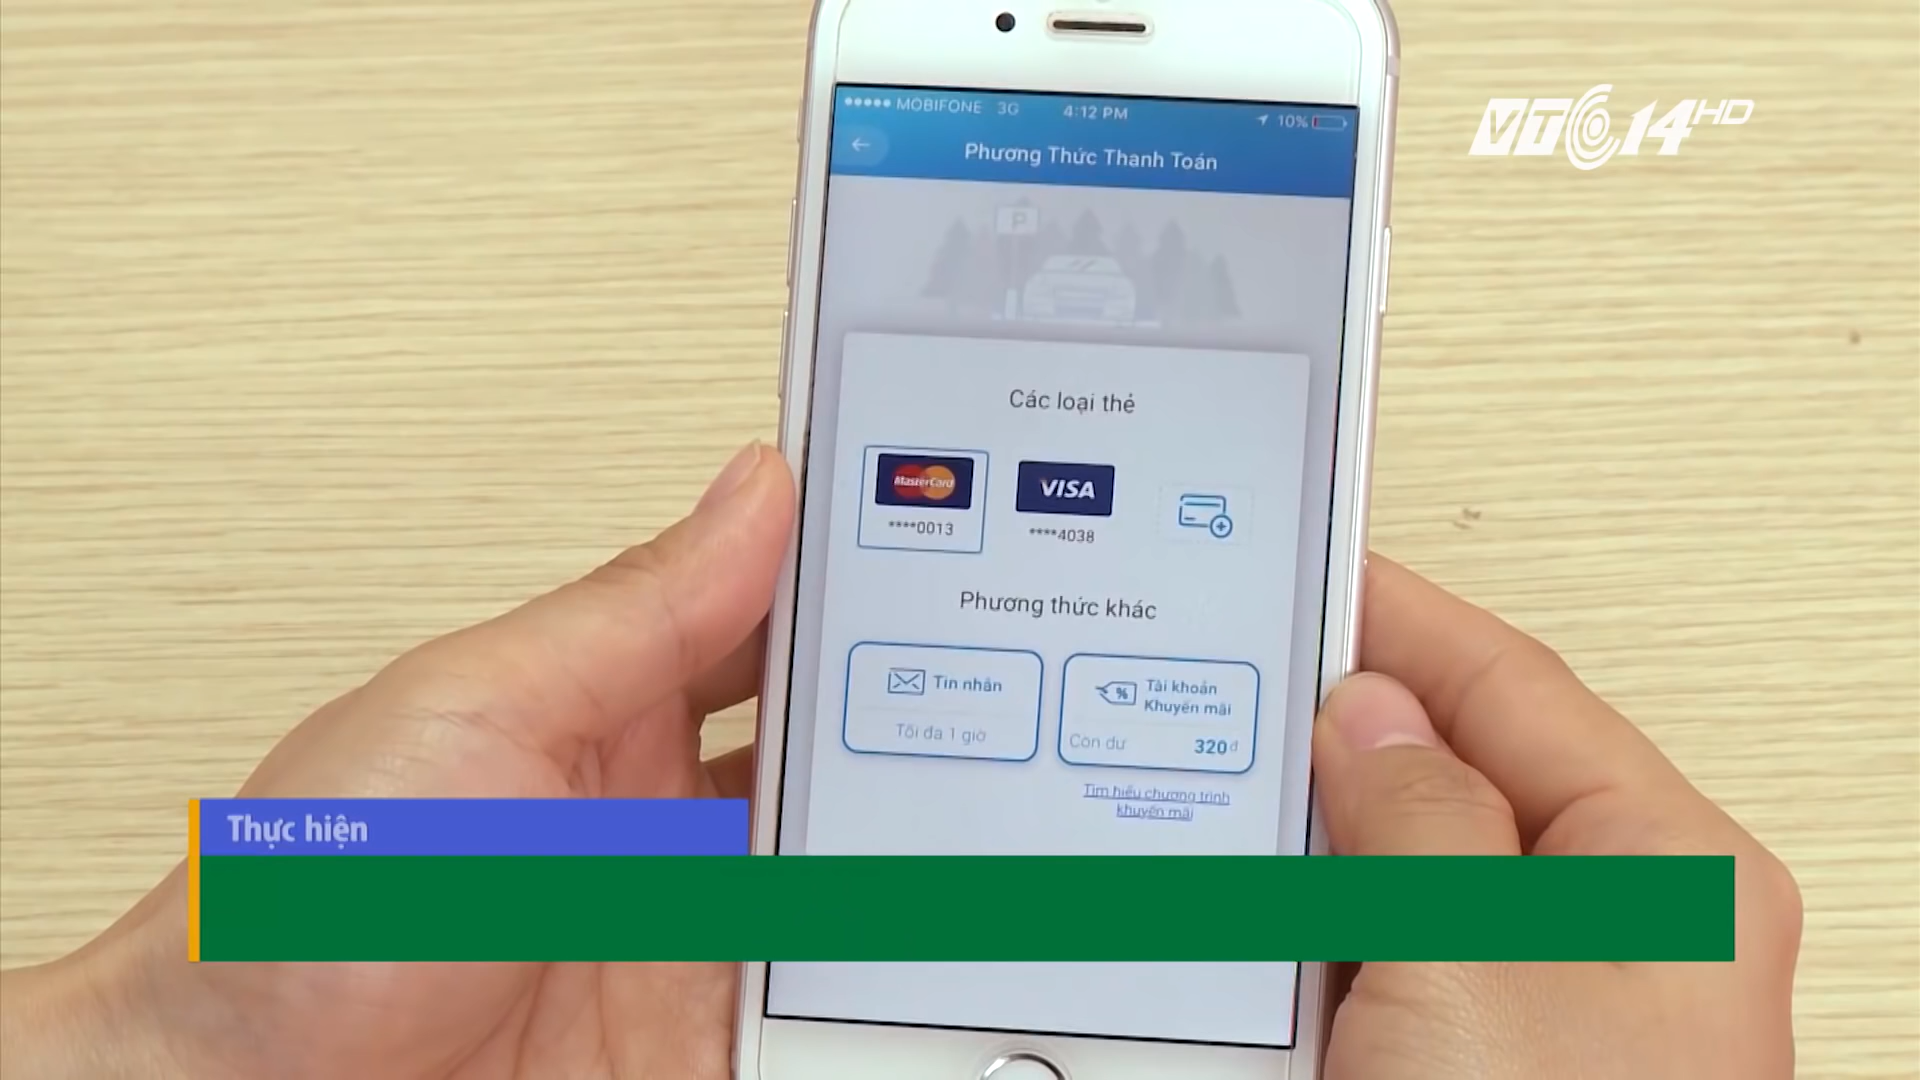 MOBIFONE 3G 4:12 PM 10%
VTC14HD
Phương Thức Thanh Toán
P
Các loại thẻ
MasterCard
VISA
****0013
****4038
Phương thức khác
Tin nhắn
Tối đa 1 giờ
%
Tài khoản
Khuyến mãi
Còn dư 320đ
Tìm hiểu chương trình
khuyến mãi
Thực hiện